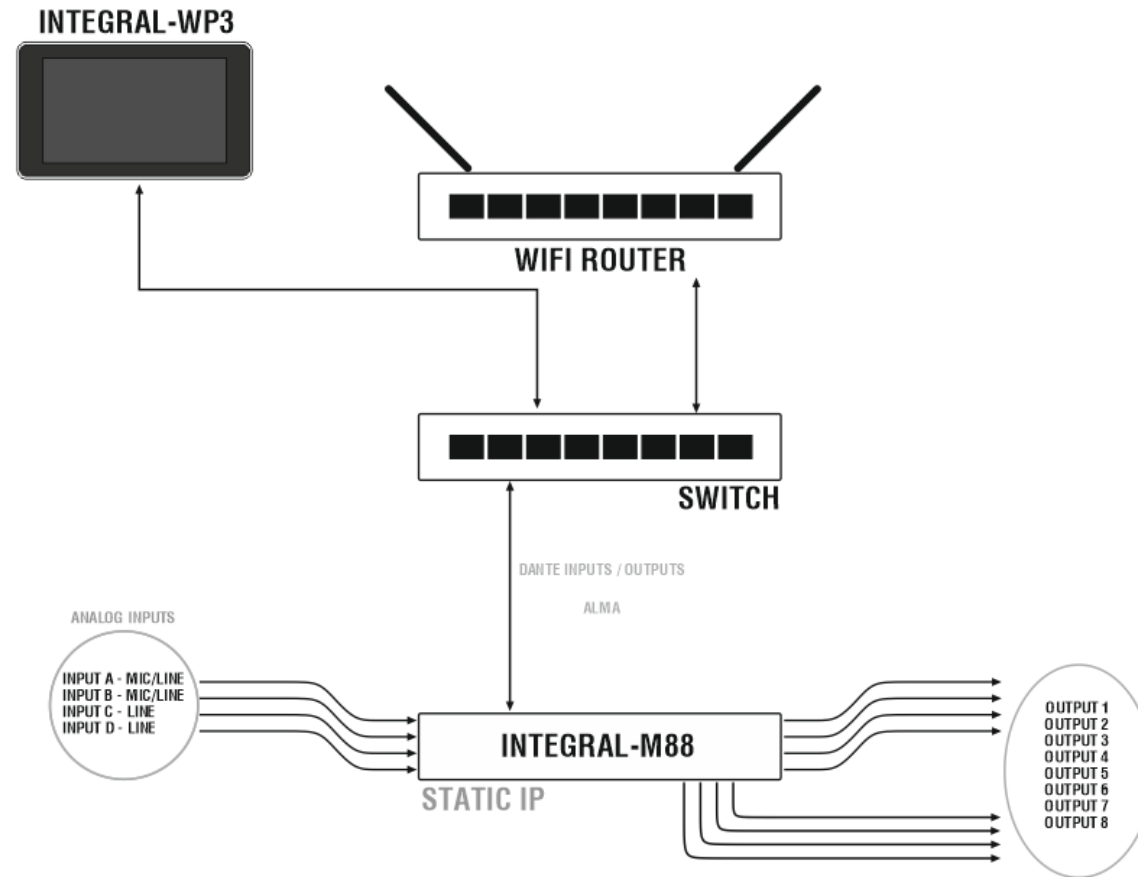 INTEGRAL-WP3
WIFI ROUTER
SWITCH
DANTE INPUTS / OUTPUTS
ALMA
ANALOG INPUTS
INPUT A - MIC/LINE
INPUT B - MIC/LINE
INPUT C - LINE
INPUT D - LINE
INTEGRAL-M88
STATIC IP
OUTPUT 1
OUTPUT 2
OUTPUT 3
OUTPUT 4
OUTPUT 5
OUTPUT 6
OUTPUT 7
OUTPUT 8